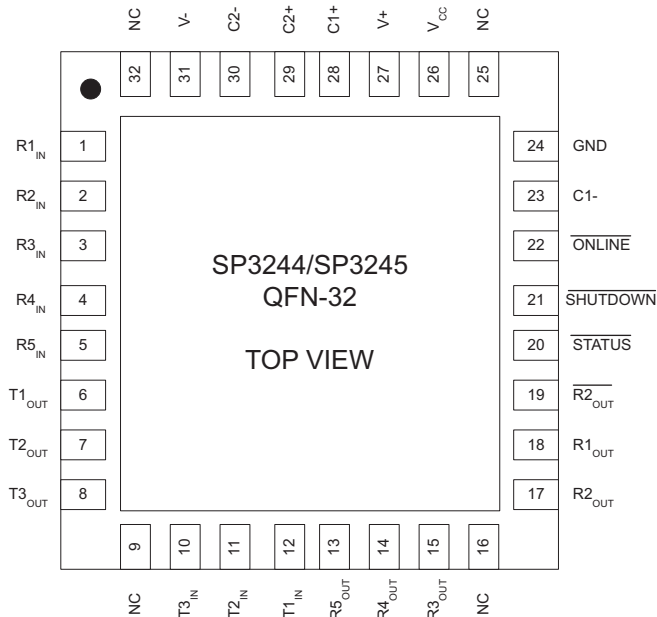 NC V- C2- C2+ C1+ V+ VCC NC
32 31 30 29 28 27 26 25
R1IN 1 24 GND
R2IN 2 23 C1-
R3IN 3 22 ONLINE
SP3244/SP3245
QFN-32
R4IN 4 21 SHUTDOWN
R5IN 5 20 STATUS
TOP VIEW
T1OUT 6 19 R2OUT
T2OUT 7 18 R1OUT
T3OUT 8 17 R2OUT
9 10 11 12 13 14 15 16
NC T3IN T2IN T1IN R5OUT R4OUT R3OUT NC